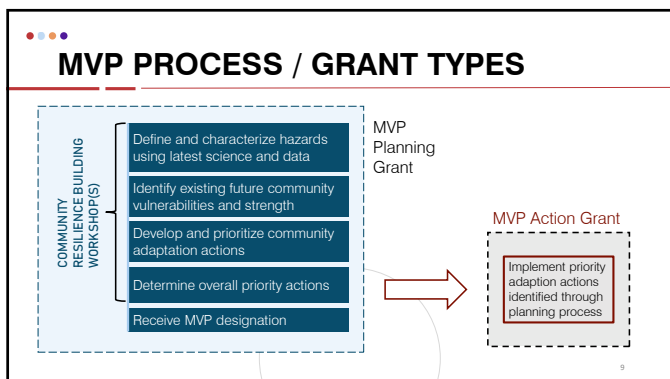 MVP PROCESS / GRANT TYPES
COMMUNITY
RESILIENCE BUILDING
WORKSHOP(S)
Define and characterize hazards
using latest science and data
Identify existing future community
vulnerabilities and strength
Develop and prioritize community
adaptation actions
Determine overall priority actions
Receive MVP designation
MVP
Planning
Grant
MVP Action Grant
Implement priority
adaption actions
identified through
planning process
9